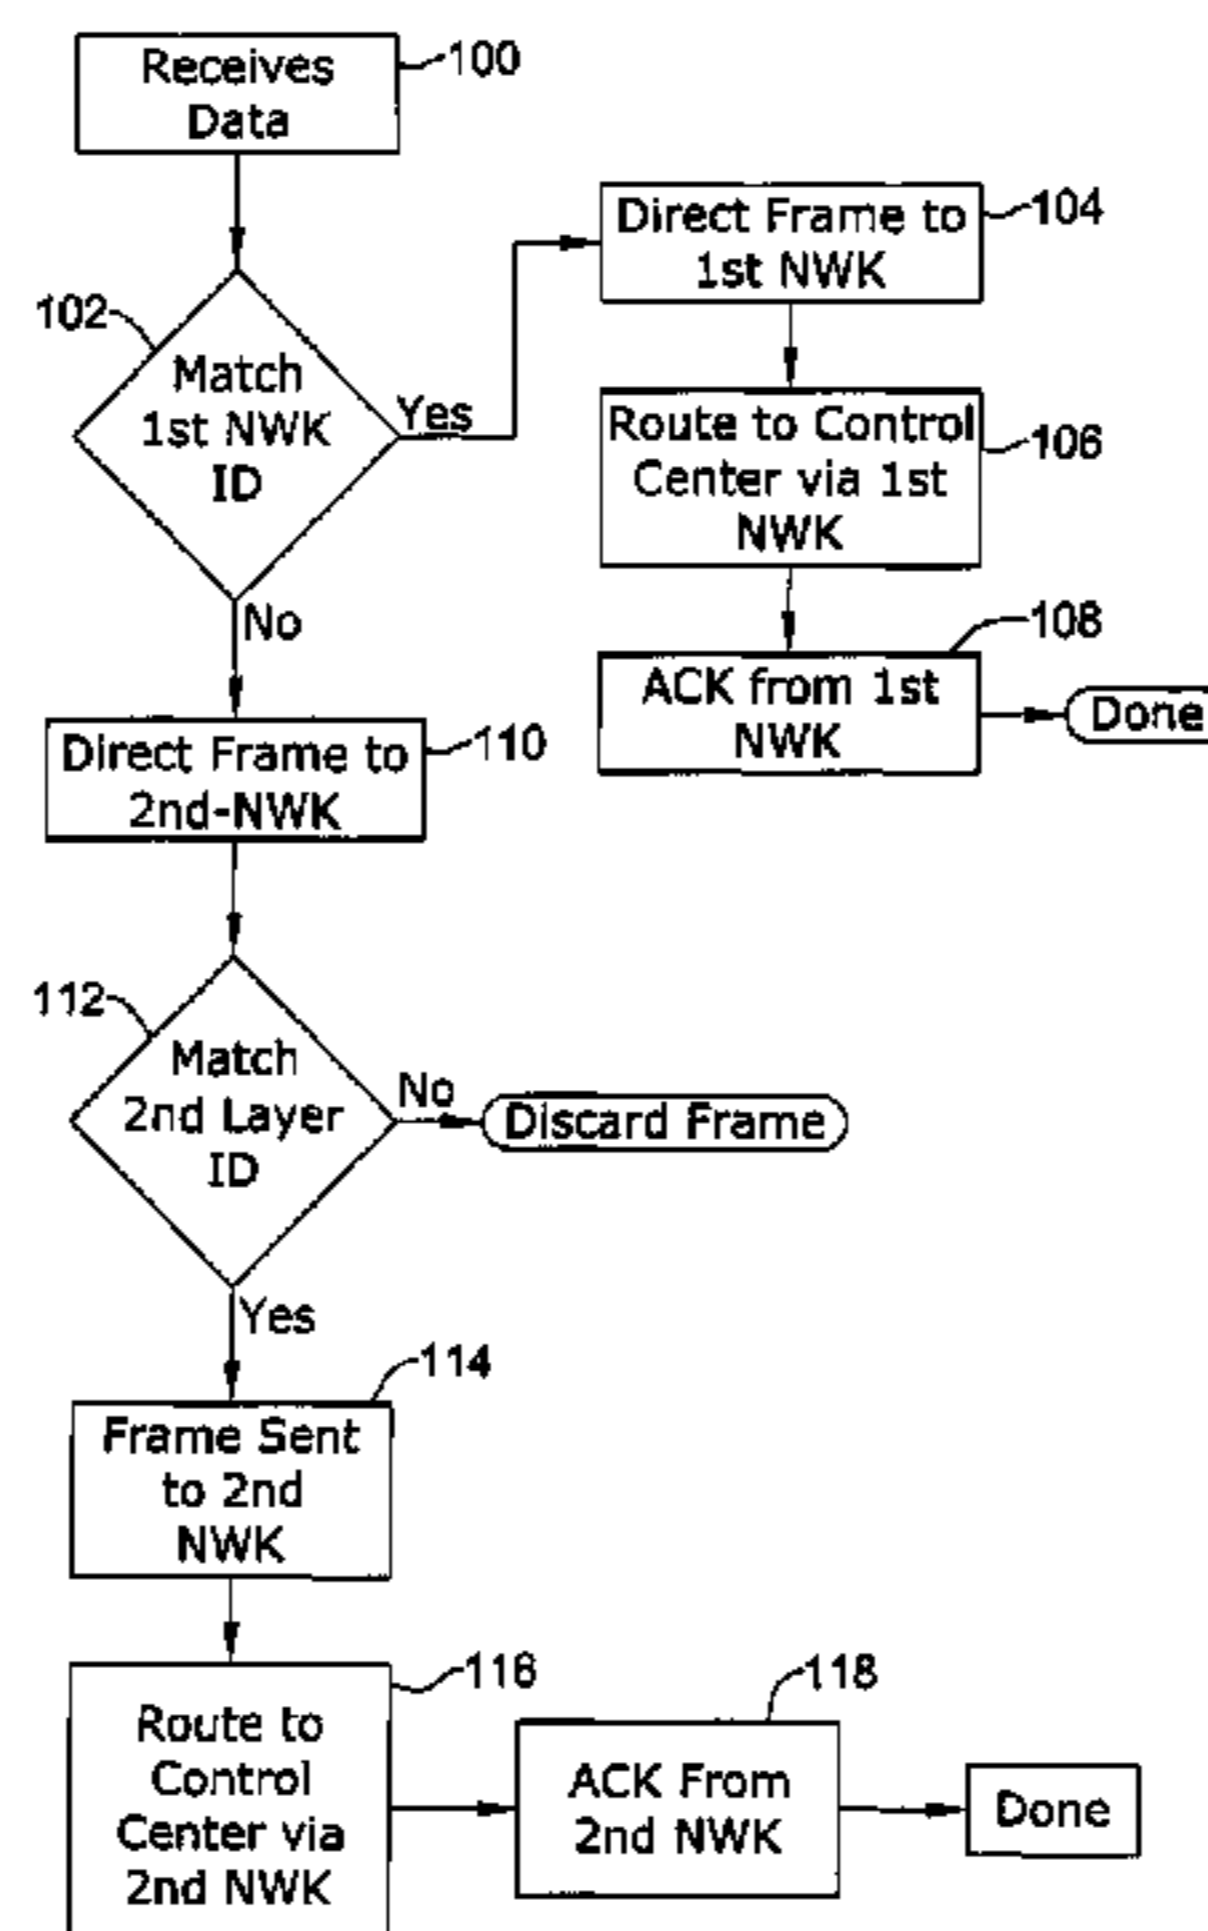 Receives
Data
100
102
Match
1st NWK
ID
Yes
No
Direct Frame to
1st NWK
104
Route to Control
Center via 1st
NWK
106
ACK from 1st
NWK
108
Done
Direct Frame to
2nd-NWK
110
112
Match
2nd Layer
ID
No
Discard Frame
Yes
Frame Sent
to 2nd
NWK
114
Route to
Control
Center via
2nd NWK
116
ACK From
2nd NWK
118
Done